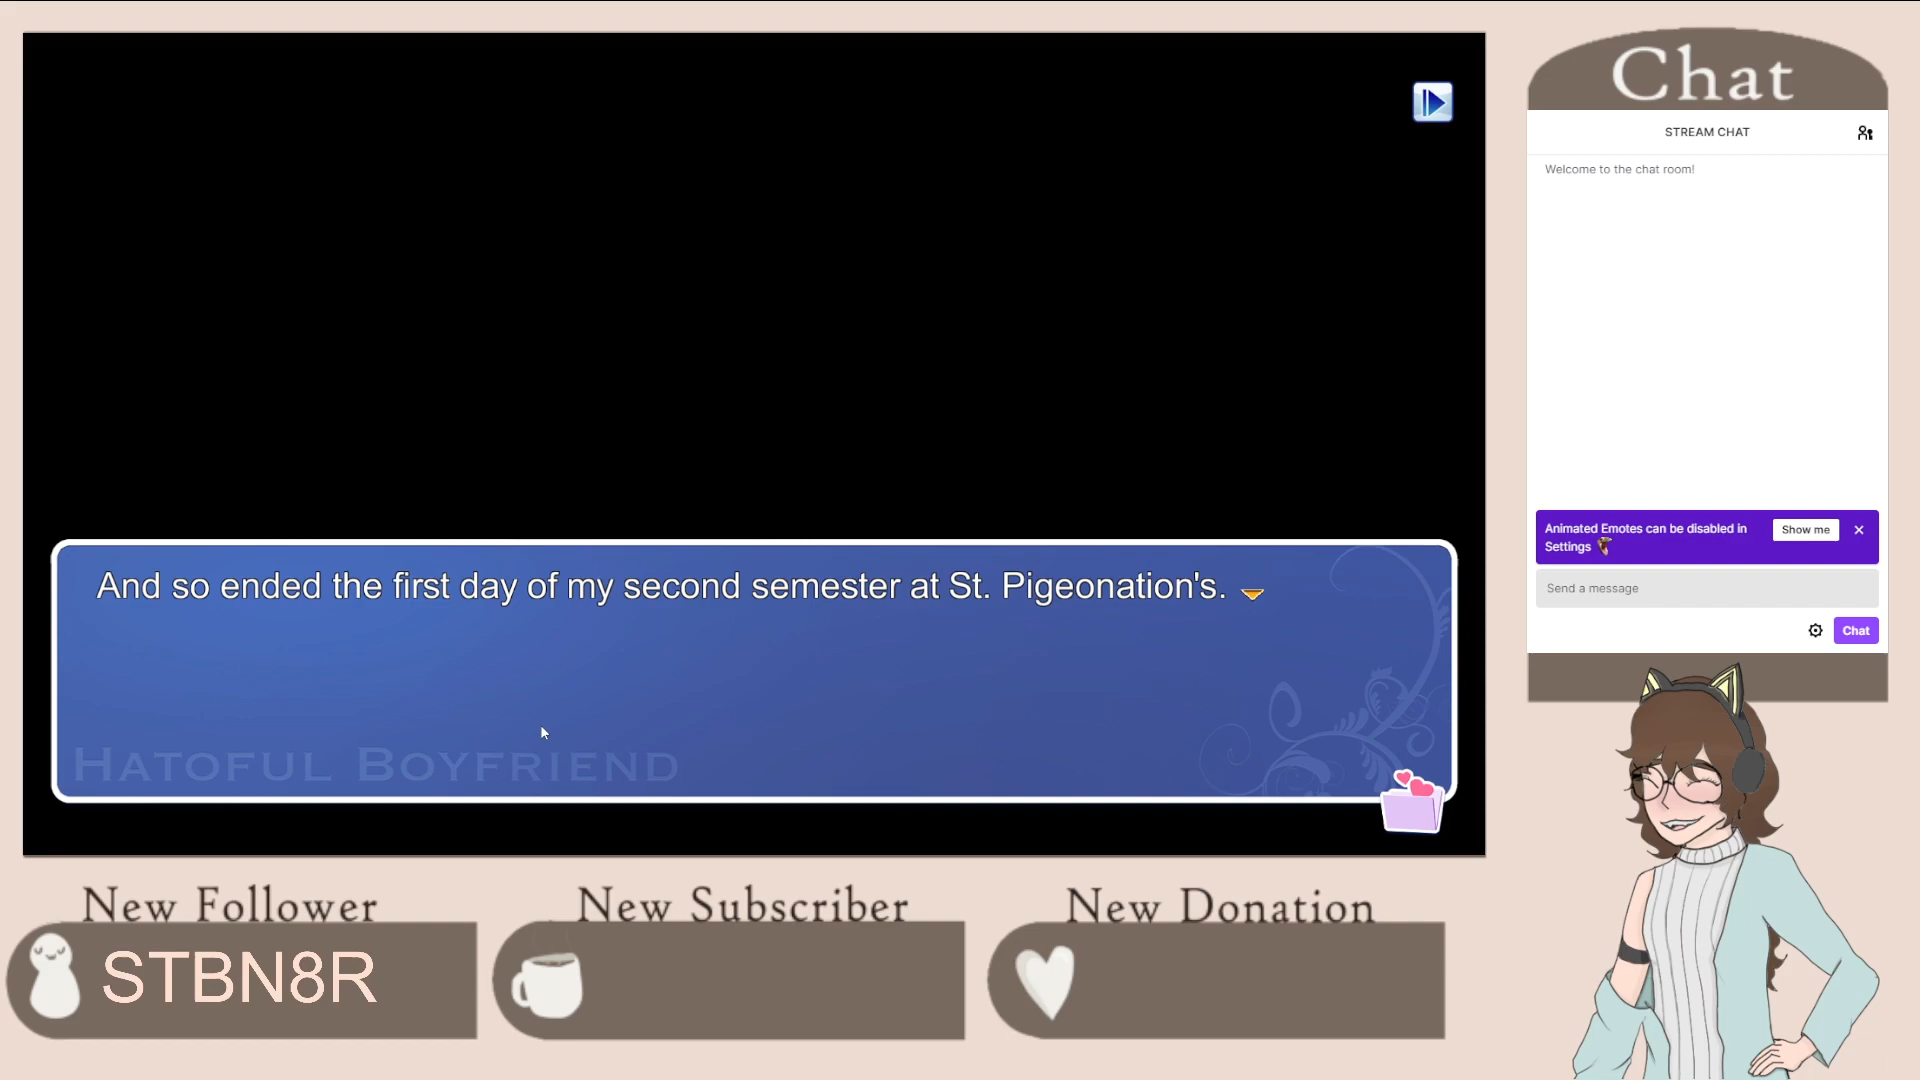 Chat
STREAM CHAT
Welcome to the chat room!
And so ended the first day of my second semester at St. Pigeonation's.
HATOFUL BOYFRIEND
Animated Emotes can be disabled in
Settings
Show me
Send a message
Chat
New Follower
STBN8R
New Subscriber
New Donation